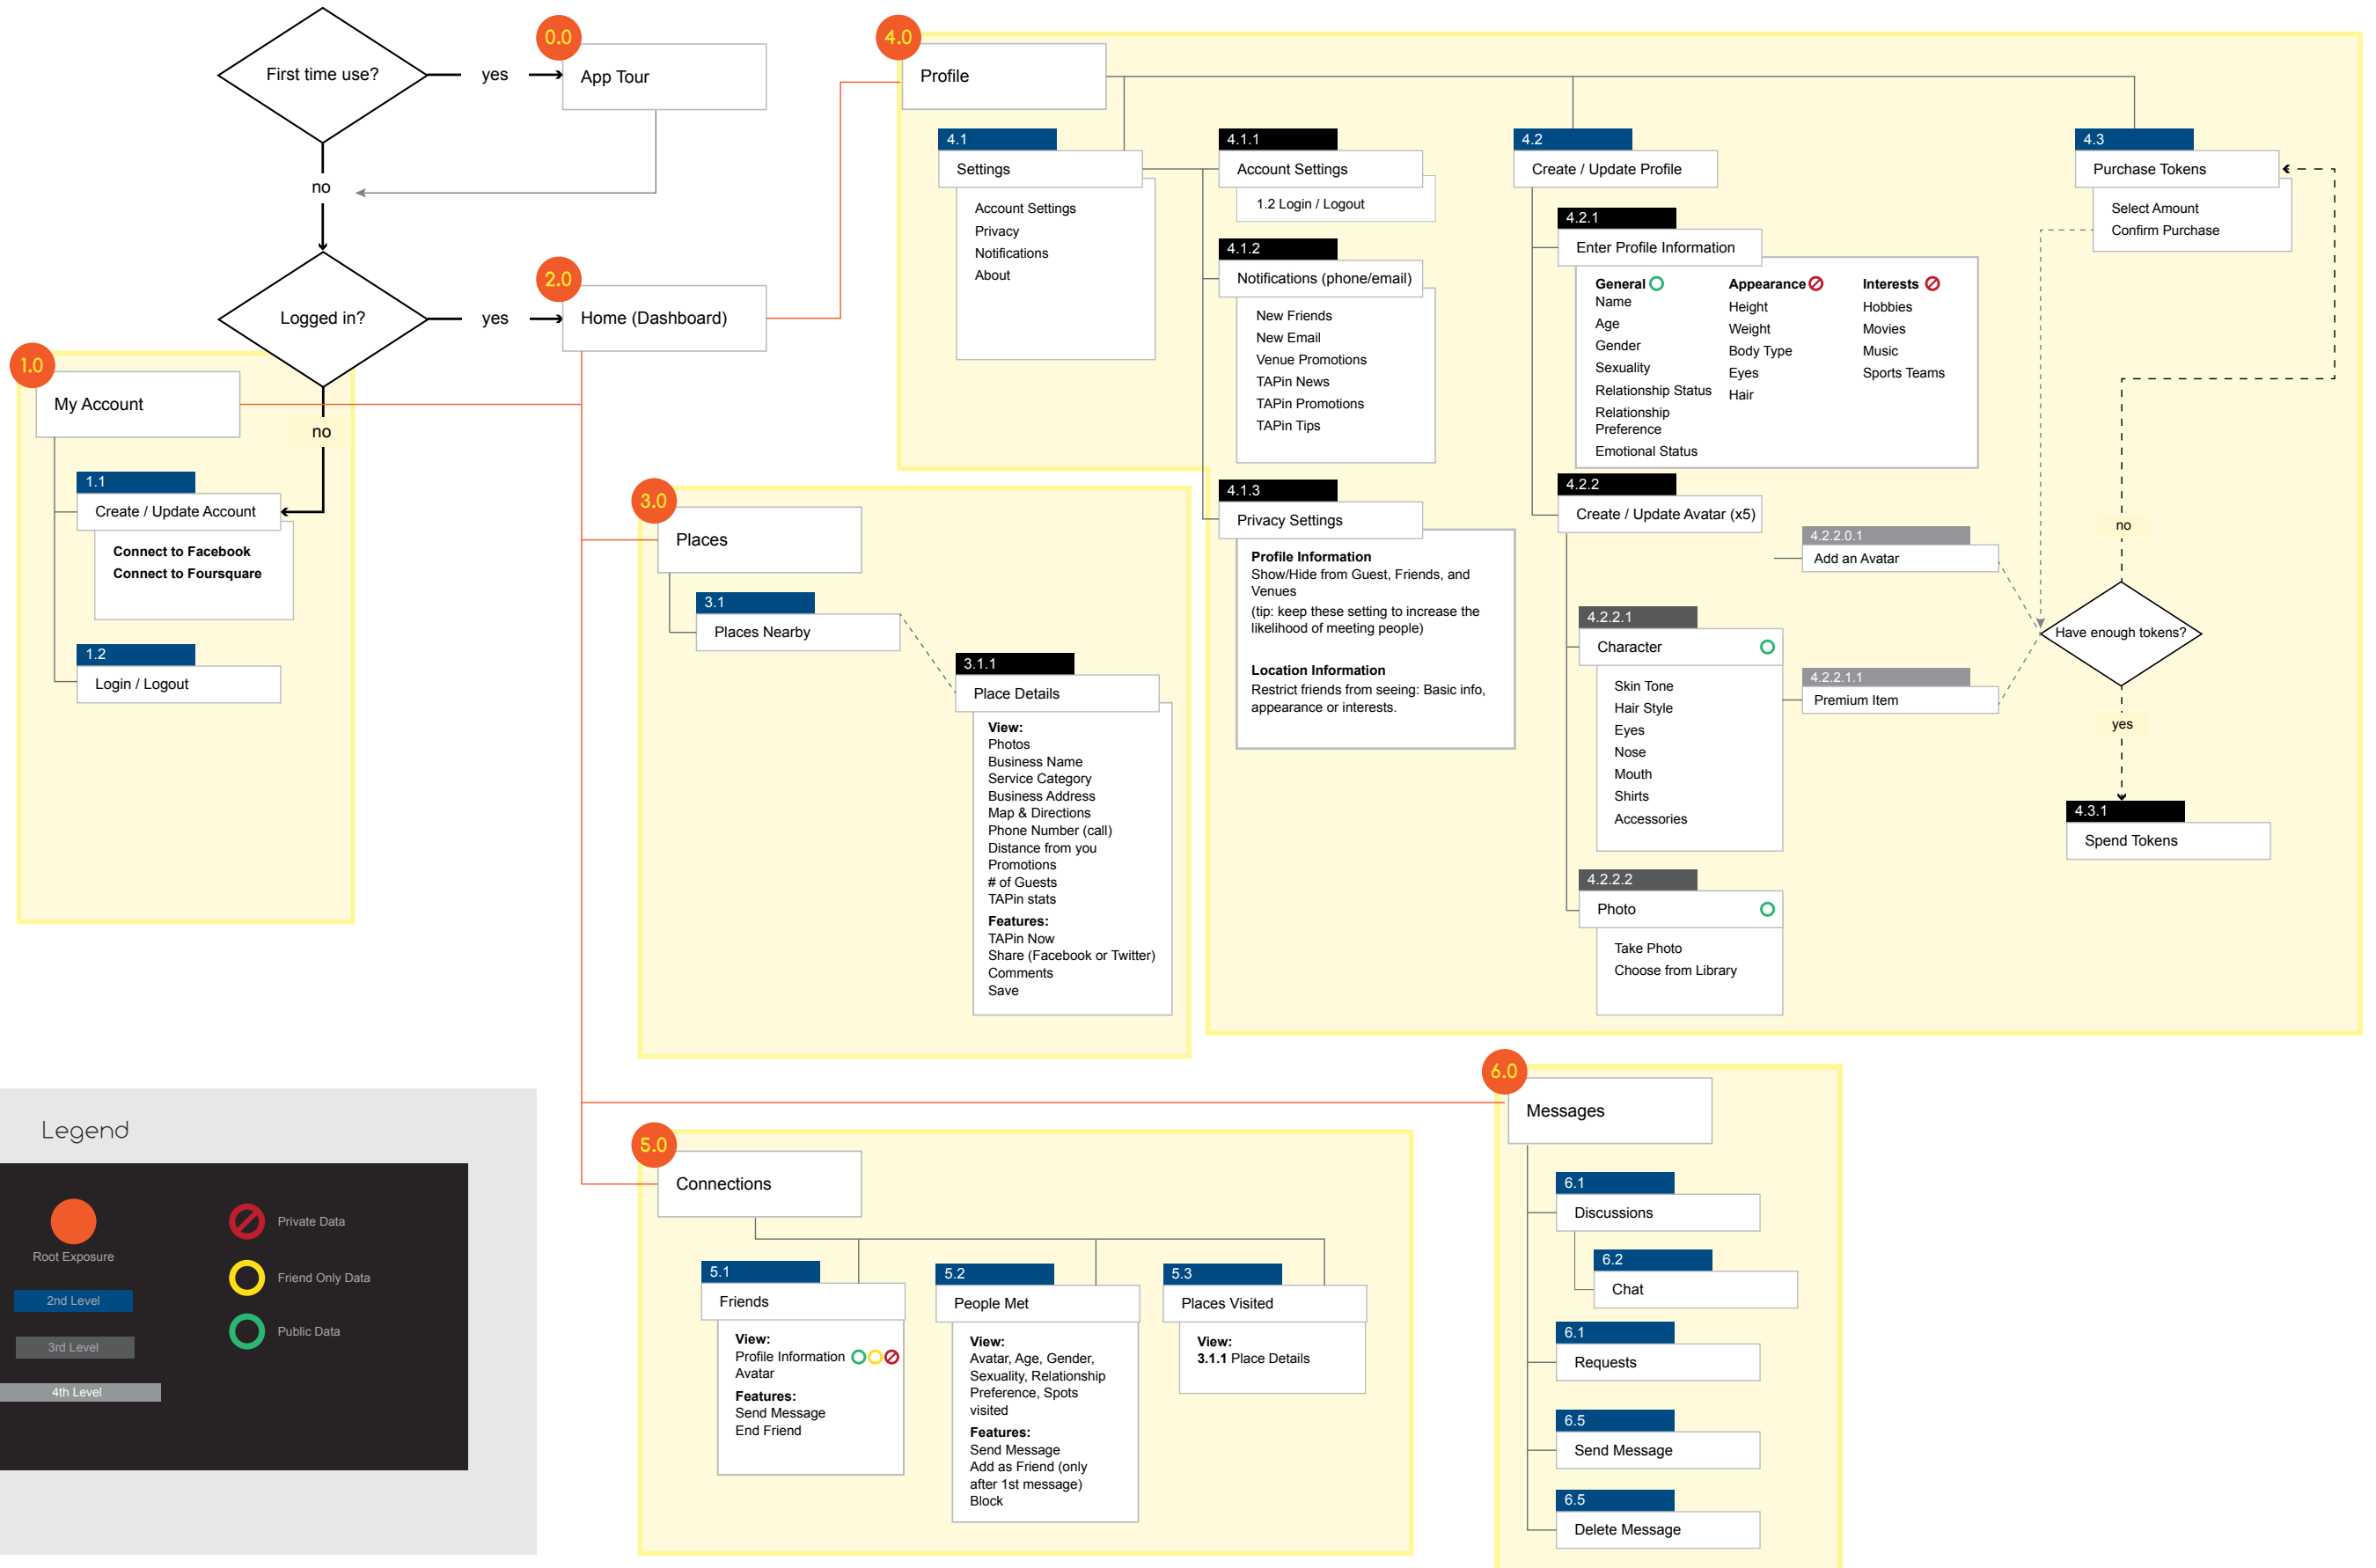 First time use?
yes
0.0
App Tour
no
Logged in?
yes
2.0
Home (Dashboard)
no
1.0
My Account
1.1
Create / Update Account
Connect to Facebook
Connect to Foursquare
1.2
Login / Logout
3.0
Places
3.1
Places Nearby
3.1.1
Place Details
View:
Photos
Business Name
Service Category
Business Address
Map & Directions
Phone Number (call)
Distance from you
Promotions
# of Guests
TAPin stats
Features:
TAPin Now
Share (Facebook or Twitter)
Comments
Save
4.0
Profile
4.1
Settings
Account Settings
Privacy
Notifications
About
4.1.1
Account Settings
1.2 Login / Logout
4.1.2
Notifications (phone/email)
New Friends
New Email
Venue Promotions
TAPin News
TAPin Promotions
TAPin Tips
4.1.3
Privacy Settings
Profile Information
Show/Hide from Guest, Friends, and
Venues
(tip: keep these setting to increase the
likelihood of meeting people)
Location Information
Restrict friends from seeing: Basic info,
appearance or interests.
4.2
Create / Update Profile
4.2.1
Enter Profile Information
General
Name
Age
Gender
Sexuality
Relationship Status
Relationship
Preference
Emotional Status
Appearance
Height
Weight
Body Type
Eyes
Hair
Interests
Hobbies
Movies
Music
Sports Teams
4.2.2
Create / Update Avatar (x5)
4.2.2.0.1
Add an Avatar
4.2.2.1
Character
Skin Tone
Hair Style
Eyes
Nose
Mouth
Shirts
Accessories
4.2.2.1.1
Premium Item
4.2.2.2
Photo
Take Photo
Choose from Library
4.3
Purchase Tokens
Select Amount
Confirm Purchase
no
Have enough tokens?
yes
4.3.1
Spend Tokens
5.0
Connections
5.1
Friends
View:
Profile Information
Avatar
Features:
Send Message
End Friend
5.2
People Met
View:
Avatar, Age, Gender,
Sexuality, Relationship
Preference, Spots
visited
Features:
Send Message
Add as Friend (only
after 1st message)
Block
5.3
Places Visited
View:
3.1.1 Place Details
6.0
Messages
6.1
Discussions
6.2
Chat
6.1
Requests
6.5
Send Message
6.5
Delete Message
Legend
Root Exposure
2nd Level
3rd Level
4th Level
Private Data
Friend Only Data
Public Data